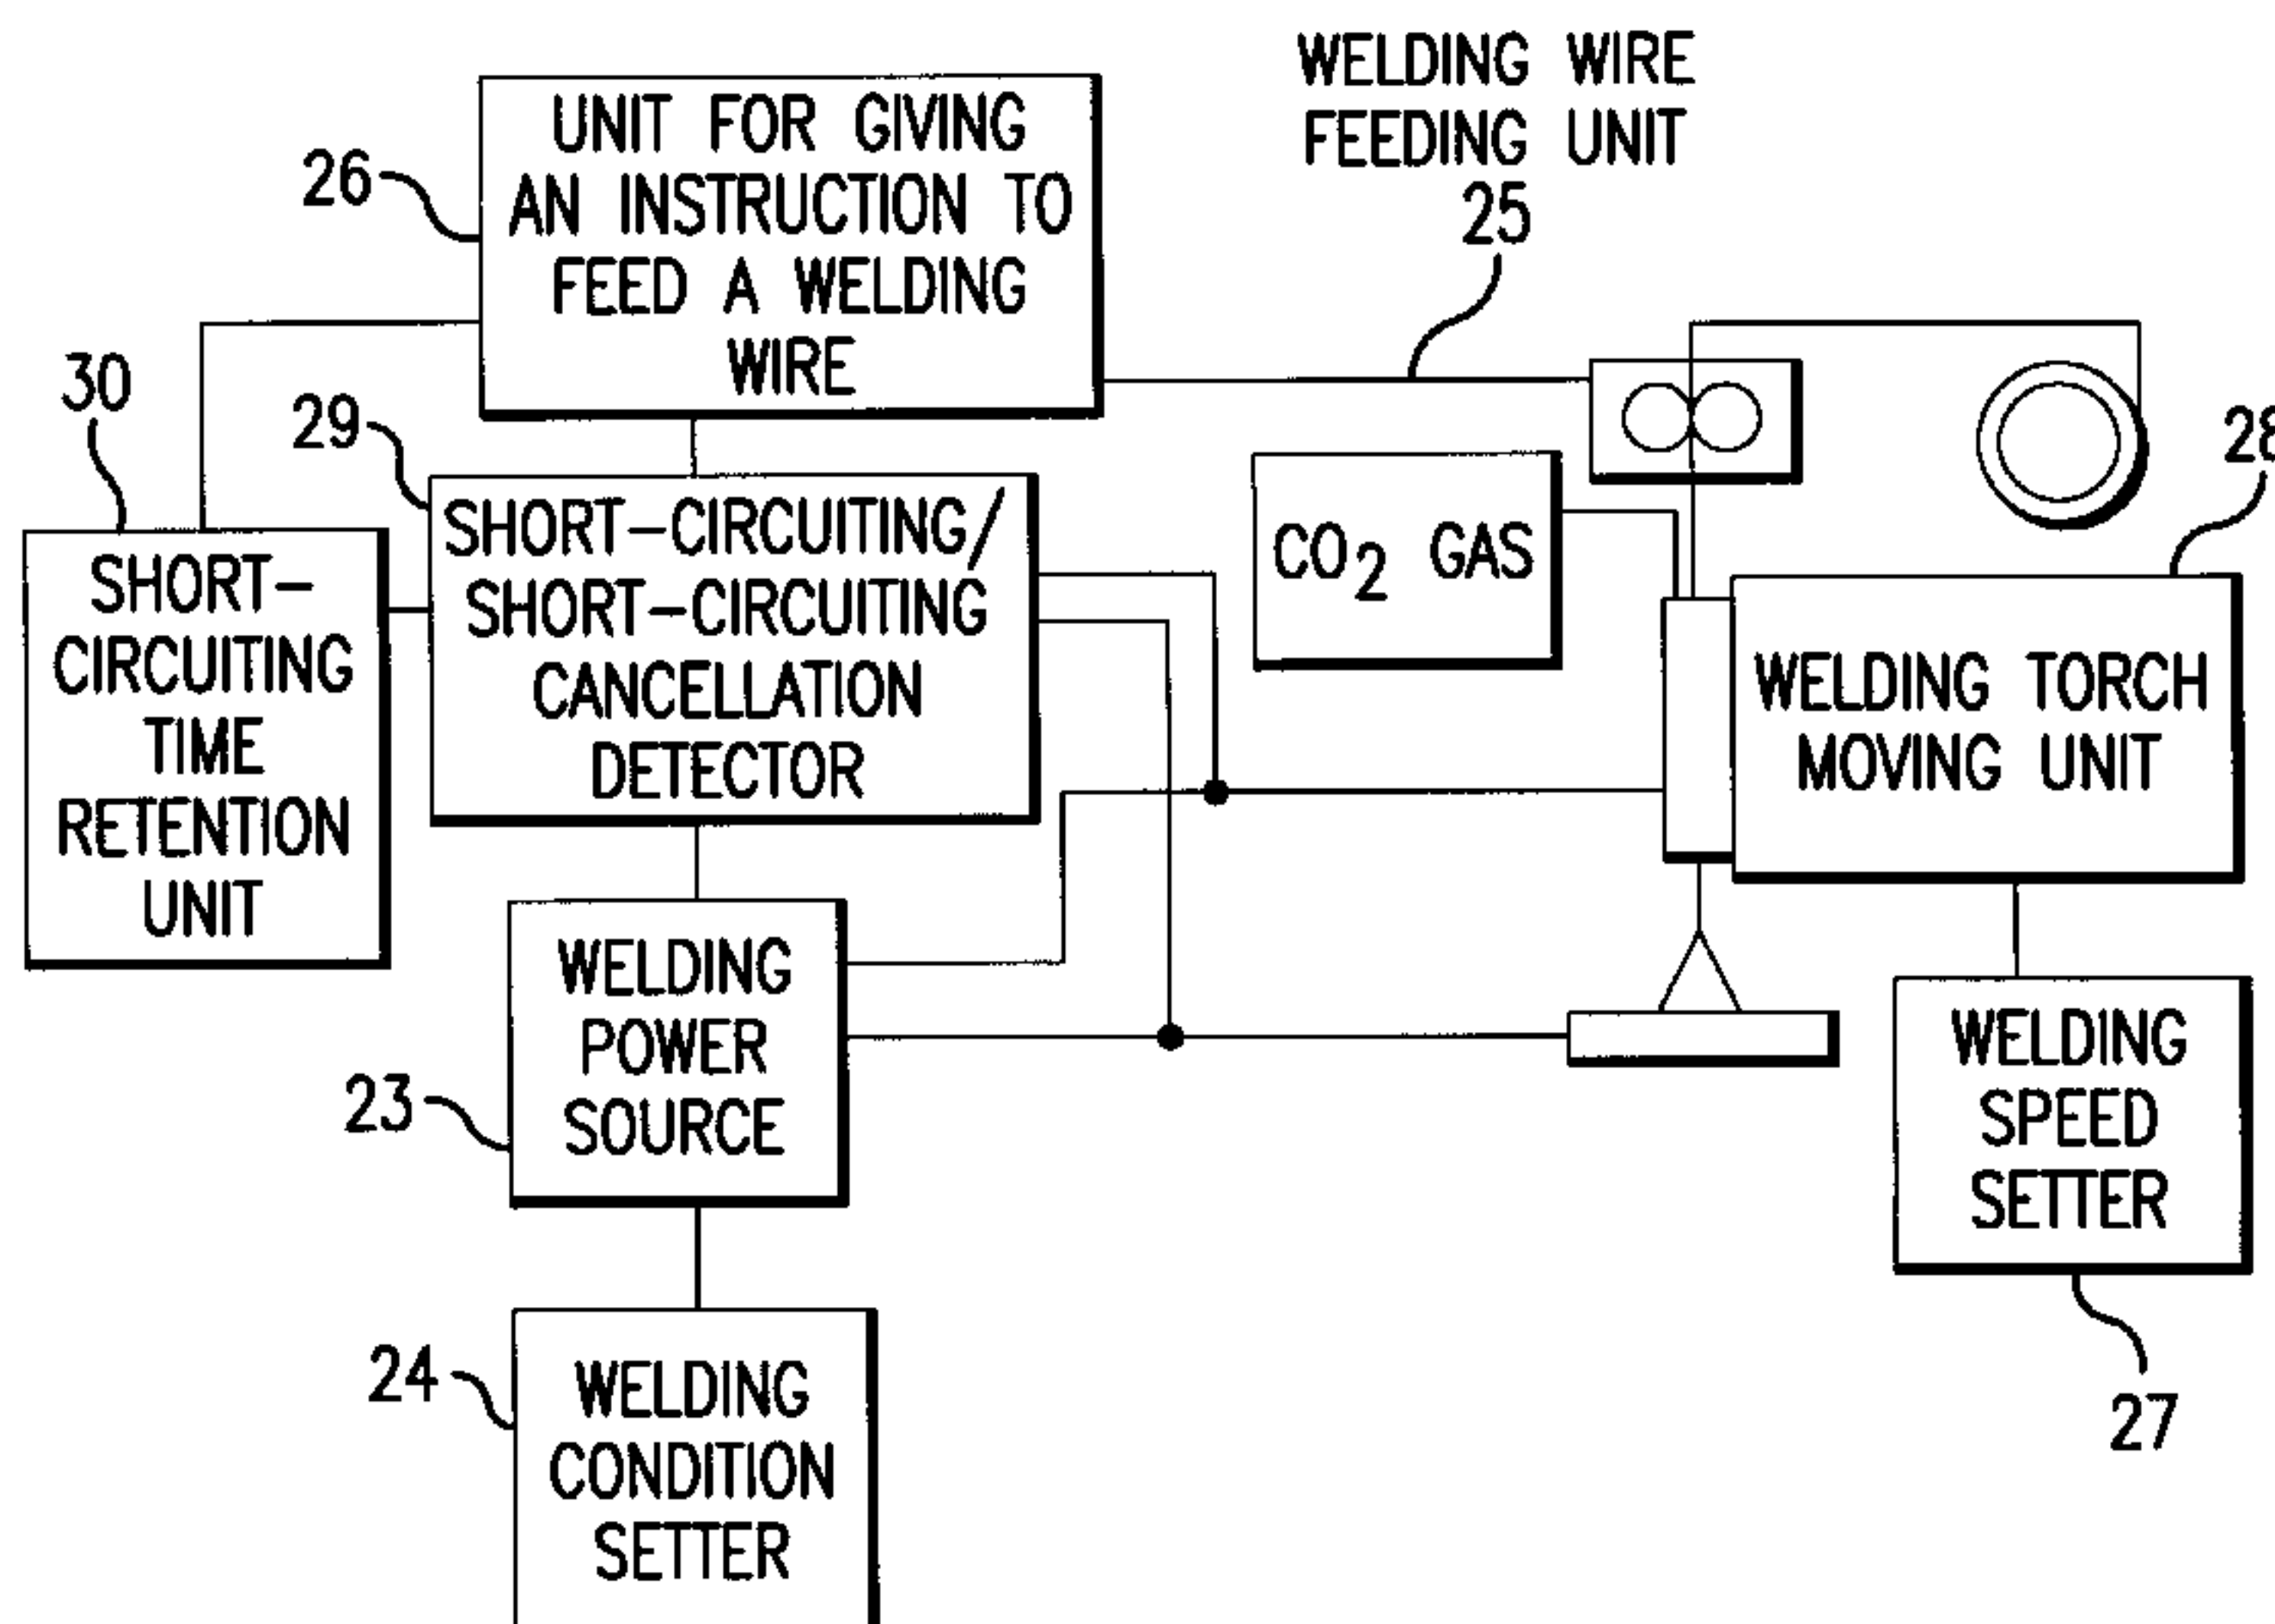 WELDING WIRE
FEEDING UNIT
25
UNIT FOR GIVING
AN INSTRUCTION TO
FEED A WELDING
WIRE
26
30
29
28
SHORT-CIRCUITING/
SHORT-CIRCUITING
CANCELLATION
DETECTOR
SHORT-
CIRCUITING
TIME
RETENTION
UNIT
CO2 GAS
WELDING TORCH
MOVING UNIT
WELDING
POWER
SOURCE
23
WELDING
SPEED
SETTER
27
24
WELDING
CONDITION
SETTER